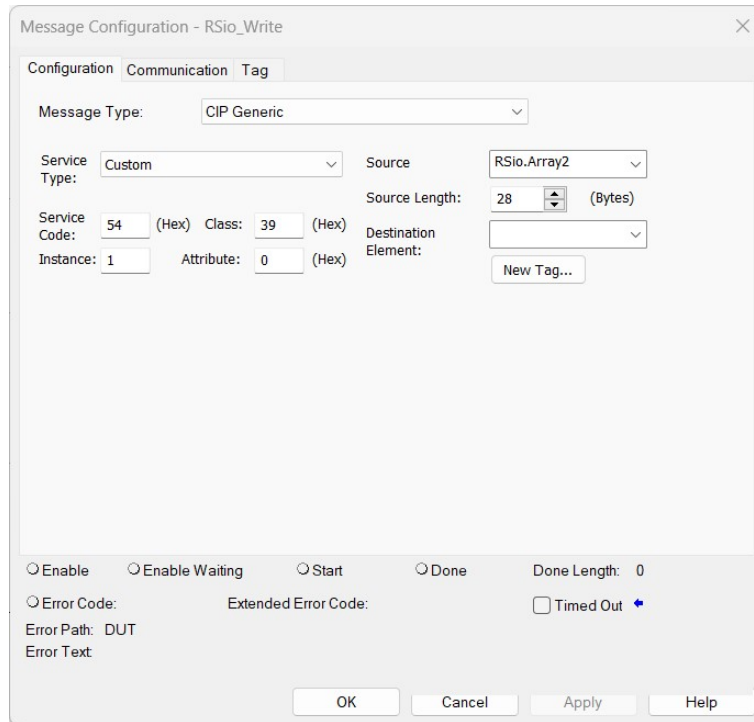 Message Configuration - RSio_Write
Configuration Communication Tag
Message Type: CIP Generic
Service Type: Custom
Source RSio.Array2
Source Length: 28 (Bytes)
Service Code: 54 (Hex) Class: 39 (Hex)
Destination Element:
Instance: 1 Attribute: 0 (Hex)
New Tag...
Enable Enable Waiting Start Done Done Length: 0
Error Code: Extended Error Code: Timed Out
Error Path: DUT
Error Text:
OK Cancel Apply Help